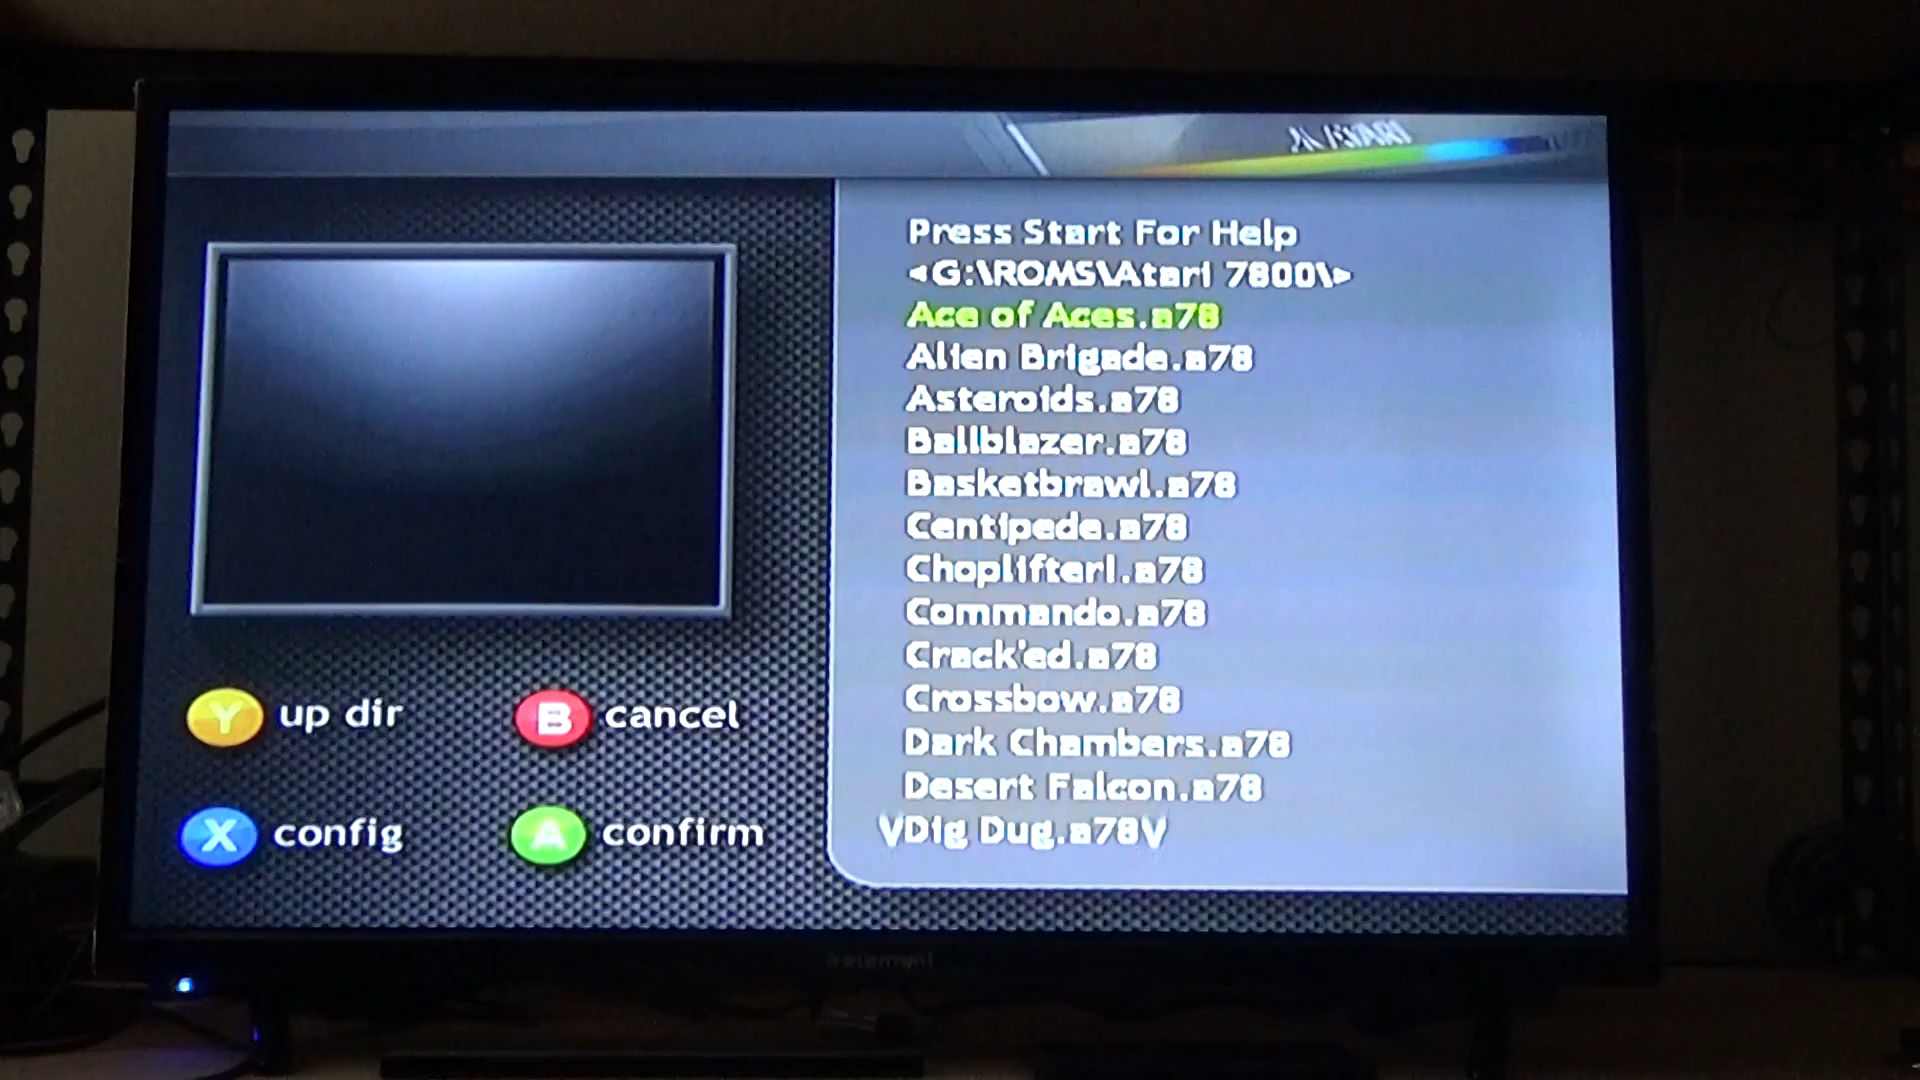 ATARI
Press Start For Help
◄G:\ROMS\Atari 7800\►
Ace of Aces.a78
Alien Brigade.a78
Asteroids.a78
Ballblazer.a78
Basketbrawl.a78
Centipede.a78
Choplifter!.a78
Commando.a78
Crack'ed.a78
Crossbow.a78
Dark Chambers.a78
Desert Falcon.a78
VDig Dug.a78V
Y up dir
B cancel
X config
A confirm
element